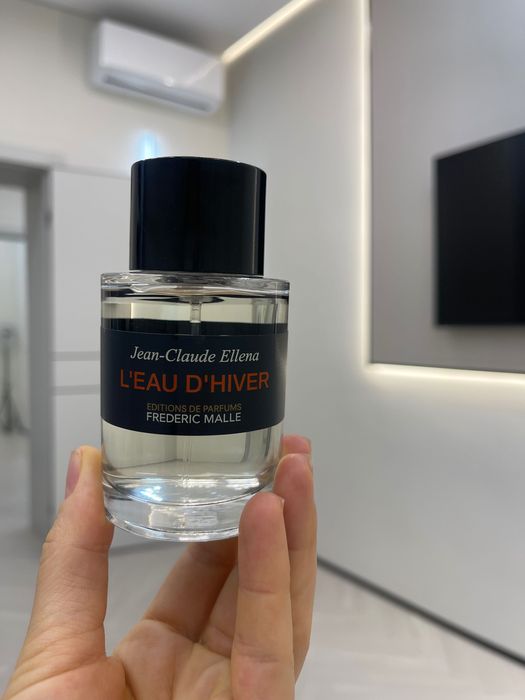 Jean-Claude Ellena
L'EAU D'HIVER
EDITIONS DE PARFUMS
FREDERIC MALLE